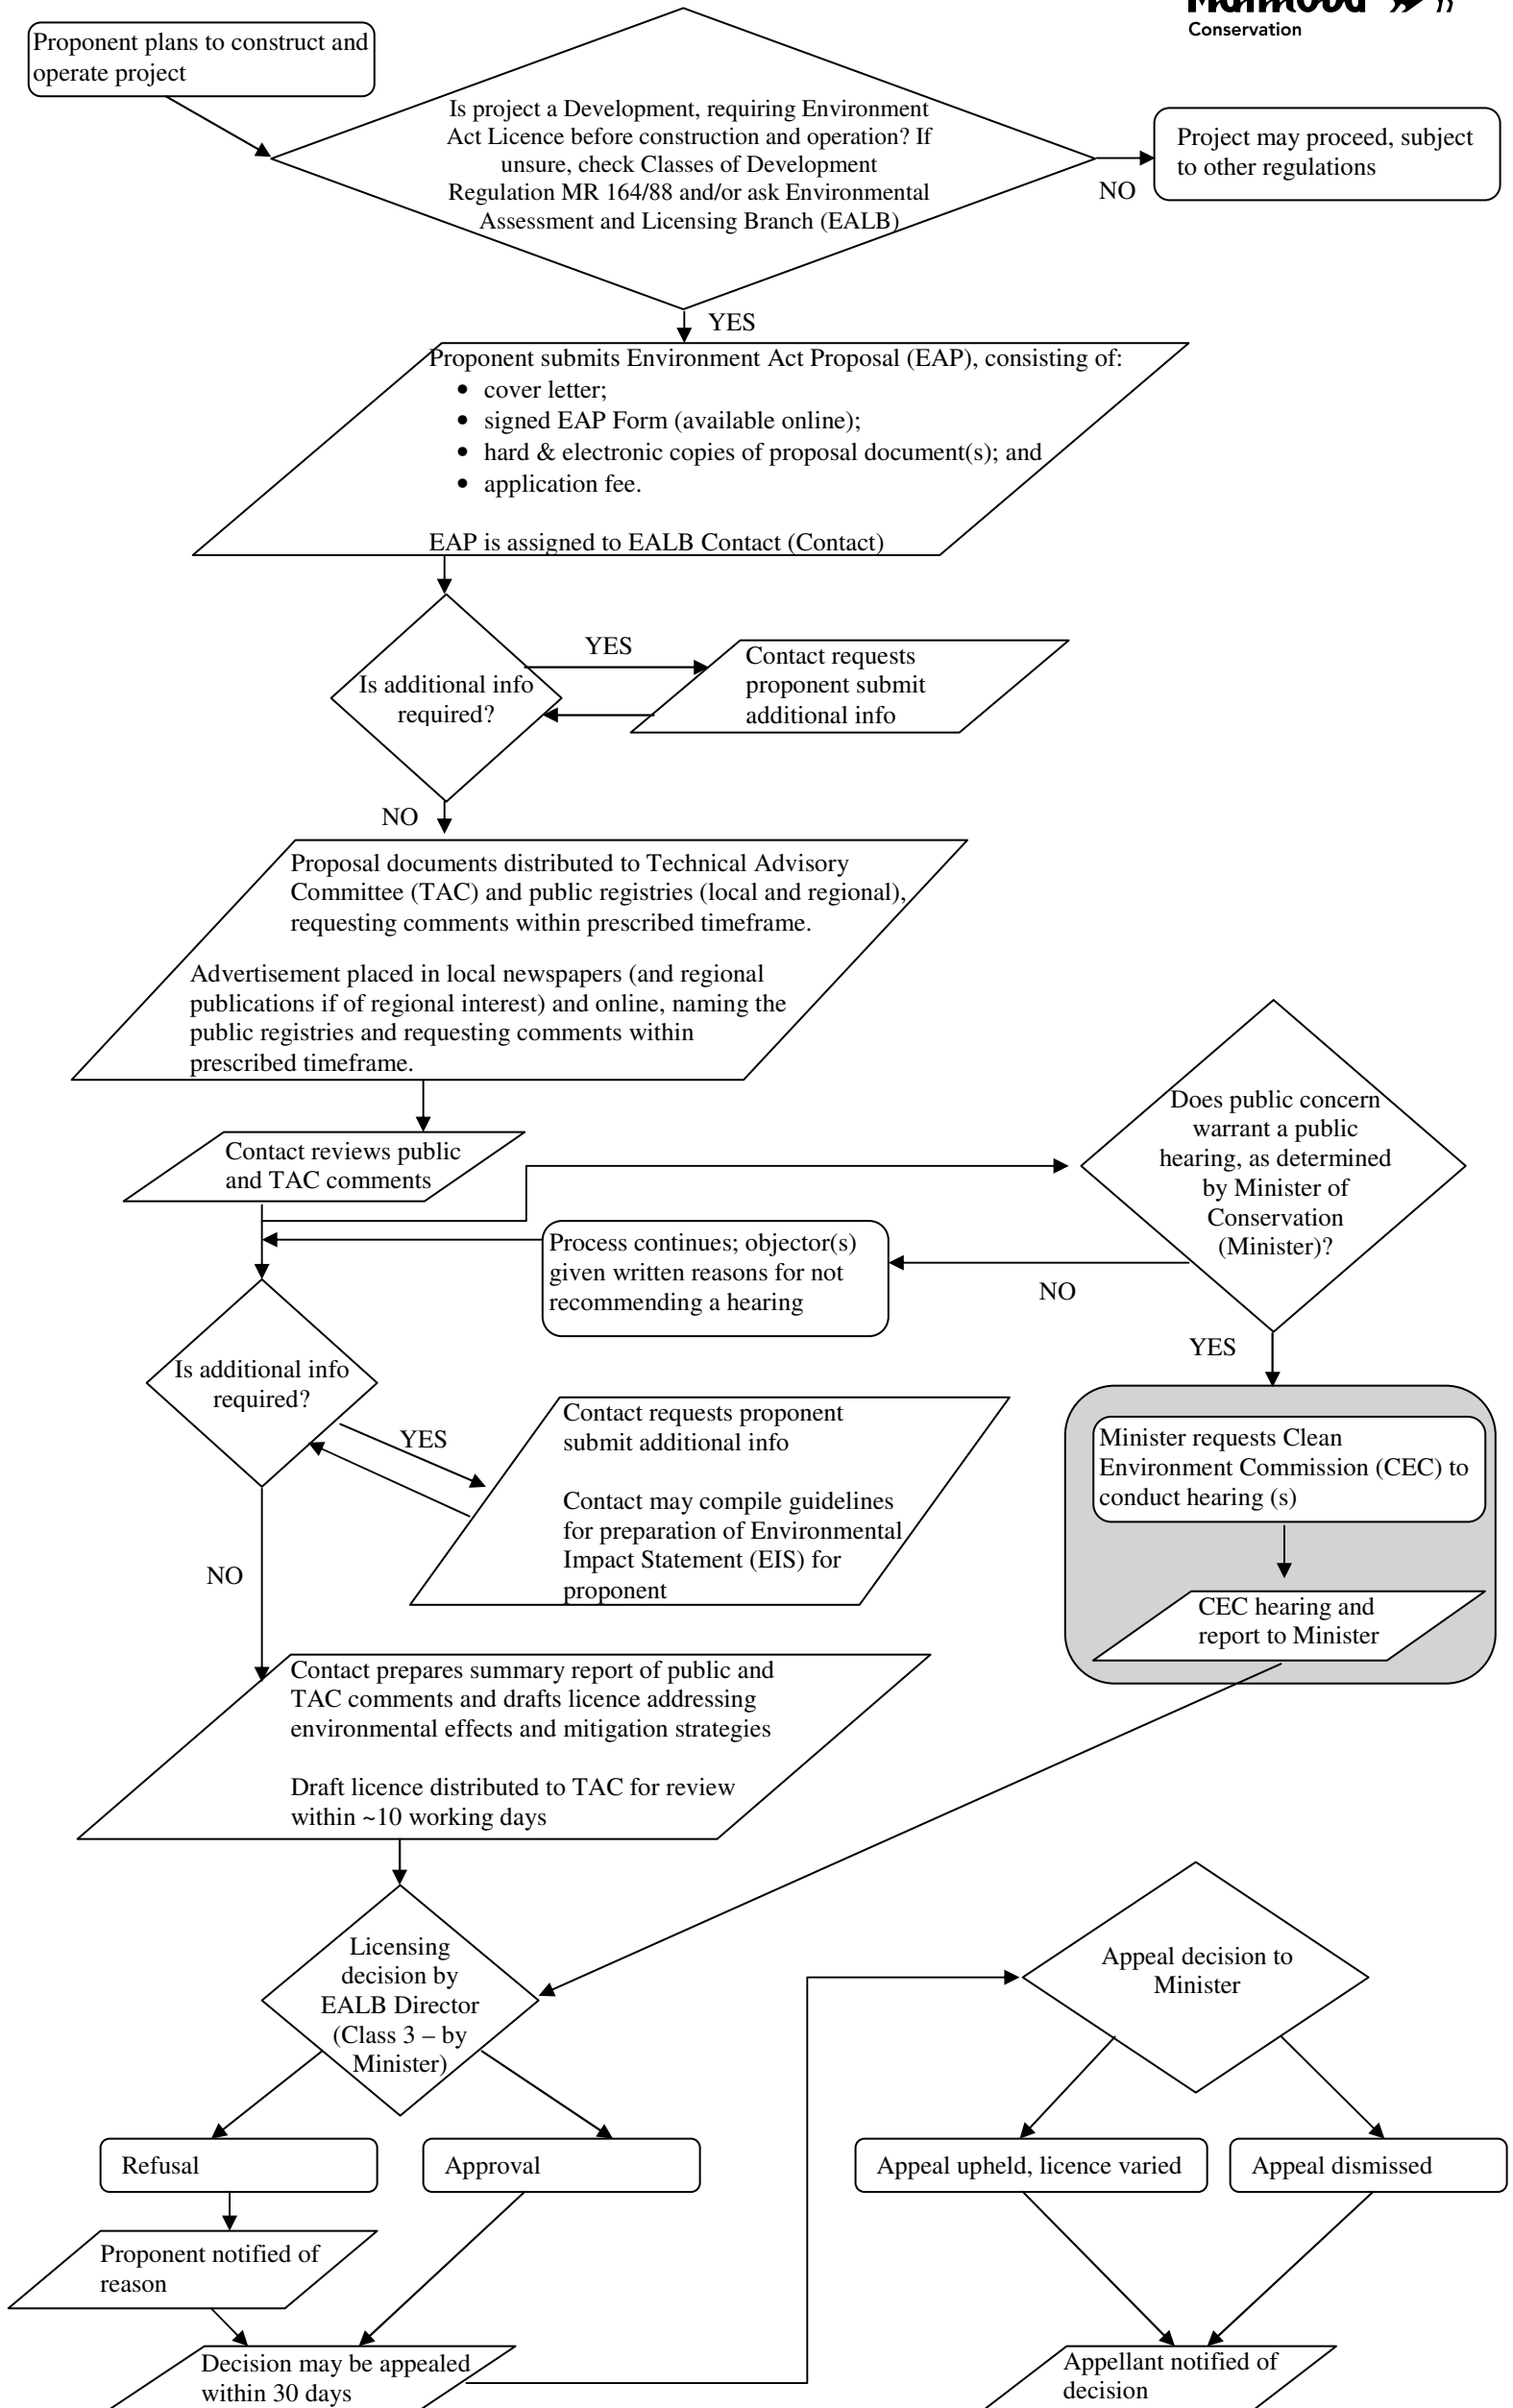 Conservation
Proponent plans to construct and
operate project
Is project a Development, requiring Environment
Act Licence before construction and operation? If
unsure, check Classes of Development
Regulation MR 164/88 and/or ask Environmental
Assessment and Licensing Branch (EALB)
NO
Project may proceed, subject
to other regulations
YES
Proponent submits Environment Act Proposal (EAP), consisting of:
• cover letter;
• signed EAP Form (available online);
• hard & electronic copies of proposal document(s); and
• application fee.
EAP is assigned to EALB Contact (Contact)
Is additional info
required?
YES
Contact requests
proponent submit
additional info
NO
Proposal documents distributed to Technical Advisory
Committee (TAC) and public registries (local and regional),
requesting comments within prescribed timeframe.
Advertisement placed in local newspapers (and regional
publications if of regional interest) and online, naming the
public registries and requesting comments within
prescribed timeframe.
Contact reviews public
and TAC comments
Does public concern
warrant a public
hearing, as determined
by Minister of
Conservation
(Minister)?
Process continues; objector(s)
given written reasons for not
recommending a hearing
NO
YES
Is additional info
required?
YES
Contact requests proponent
submit additional info
Contact may compile guidelines
for preparation of Environmental
Impact Statement (EIS) for
proponent
NO
Minister requests Clean
Environment Commission (CEC) to
conduct hearing (s)
CEC hearing and
report to Minister
Contact prepares summary report of public and
TAC comments and drafts licence addressing
environmental effects and mitigation strategies
Draft licence distributed to TAC for review
within ~10 working days
Licensing
decision by
EALB Director
(Class 3 – by
Minister)
Appeal decision to
Minister
Refusal
Approval
Appeal upheld, licence varied
Appeal dismissed
Proponent notified of
reason
Decision may be appealed
within 30 days
Appellant notified of
decision